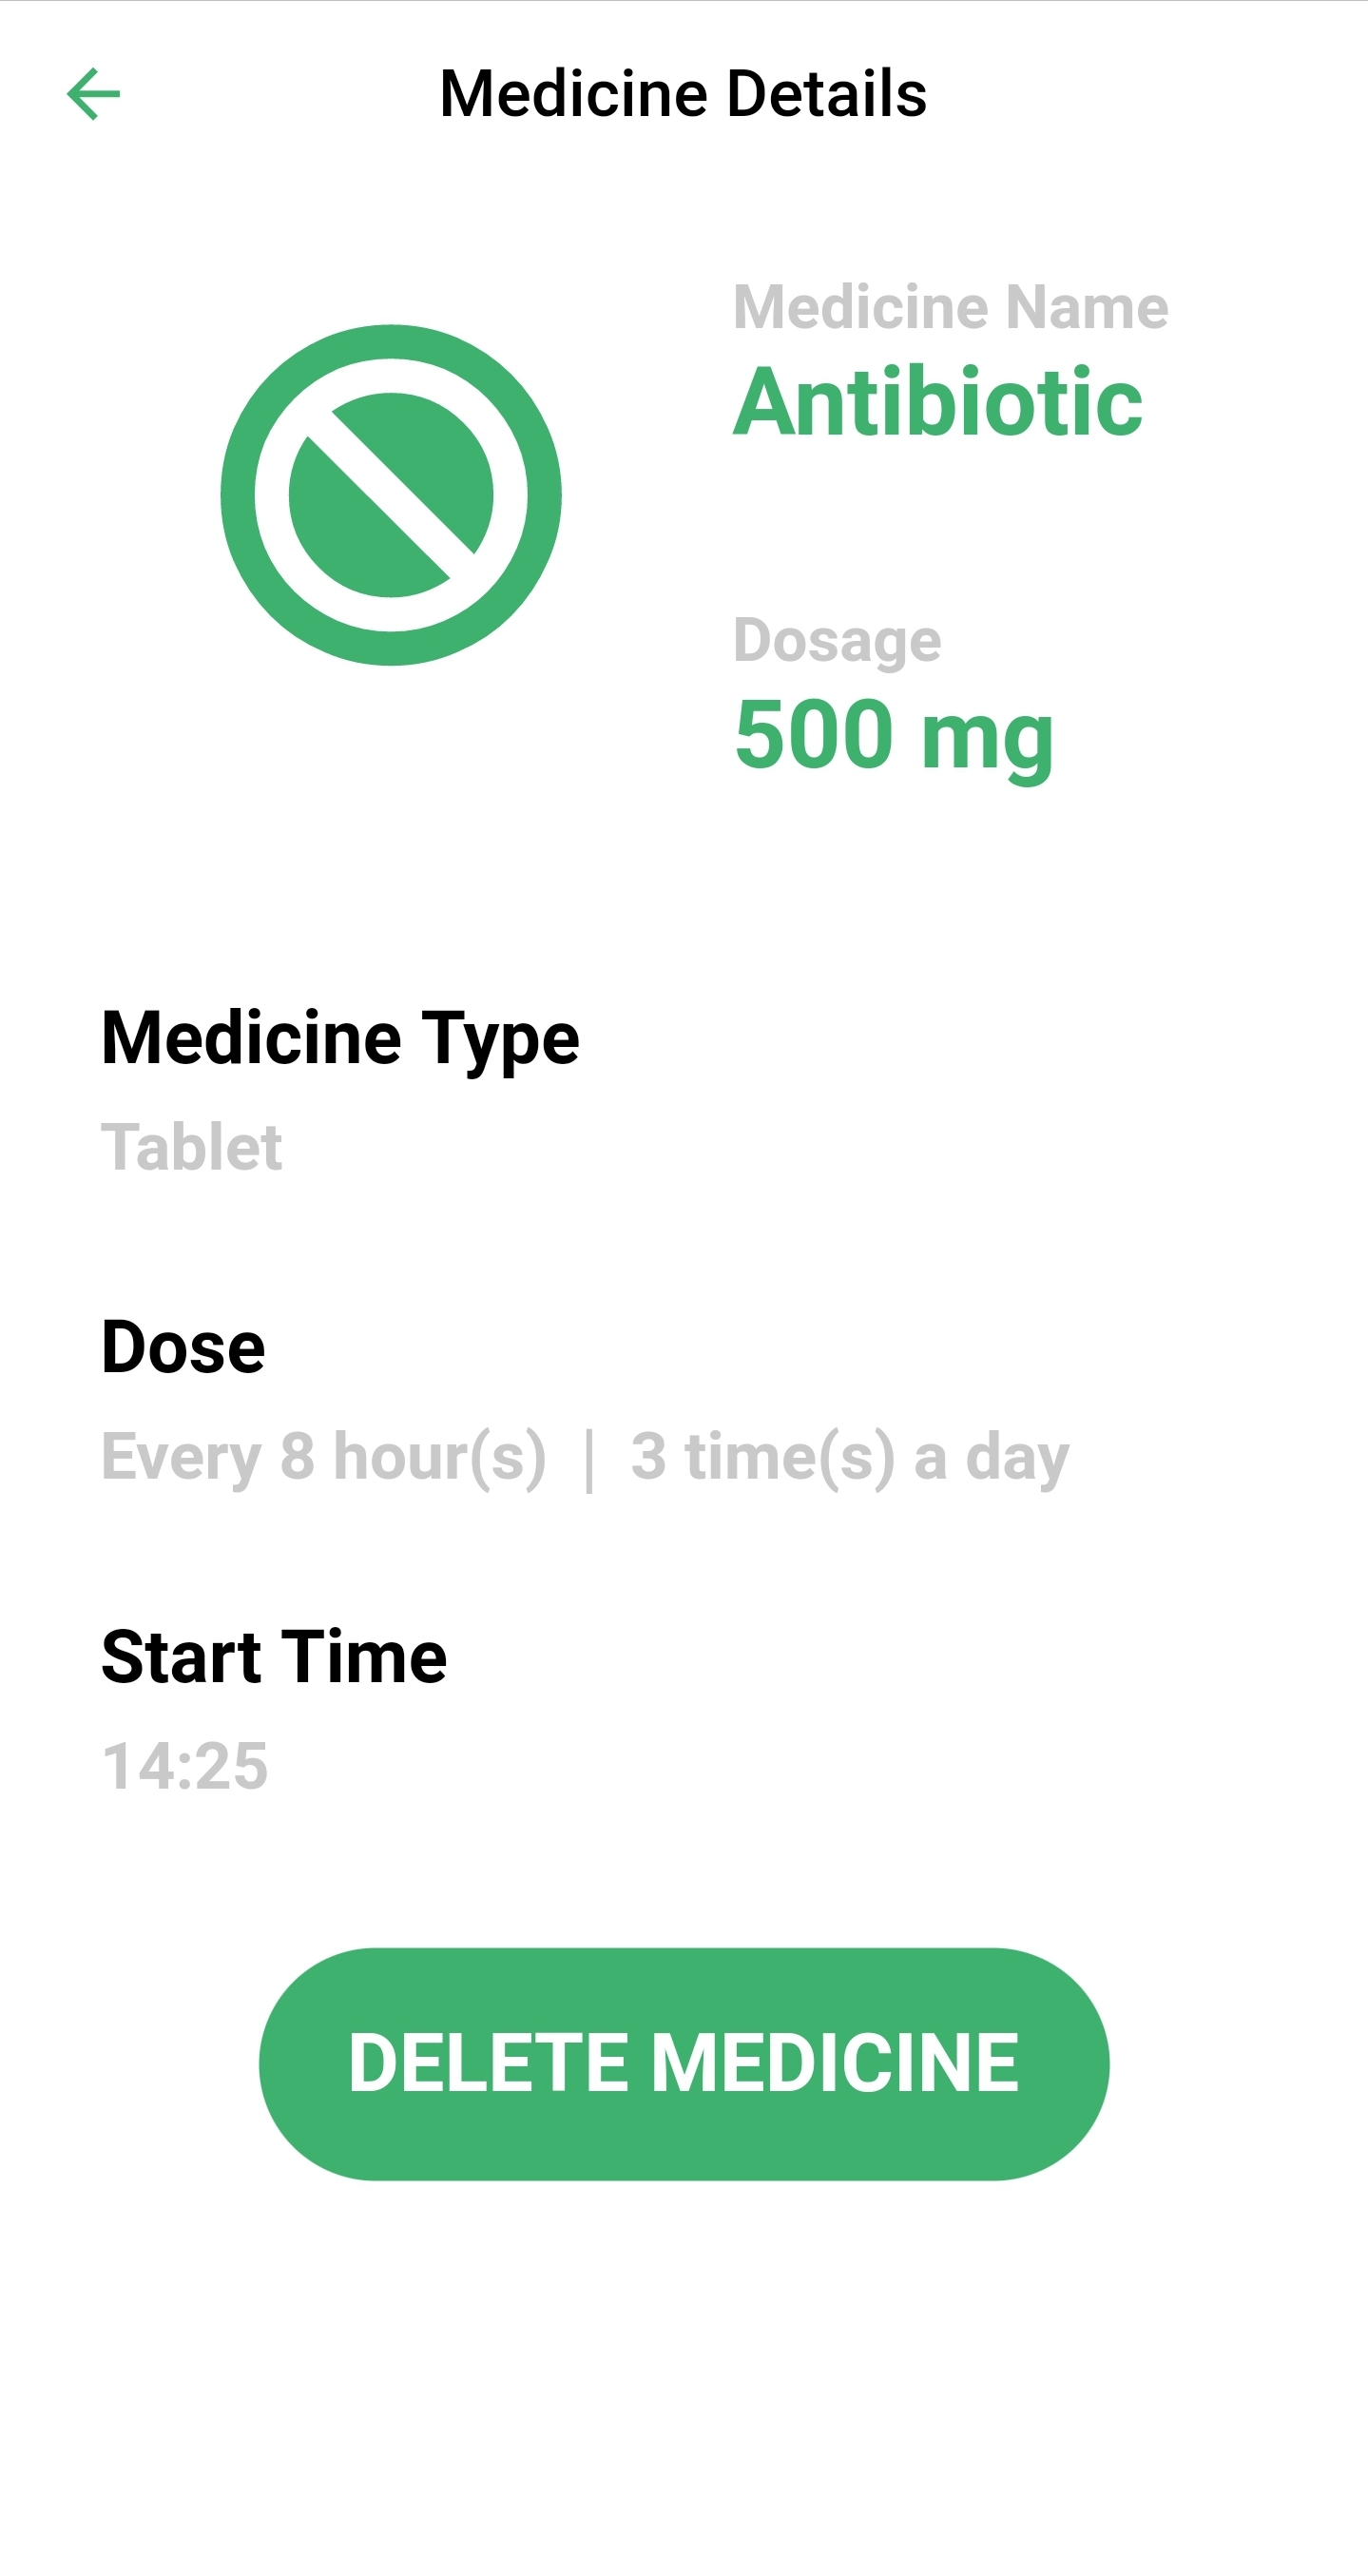 Medicine Details
Medicine Name
Antibiotic
Dosage
500 mg
Medicine Type
Tablet
Dose
Every 8 hour(s) | 3 time(s) a day
Start Time
14:25
DELETE MEDICINE